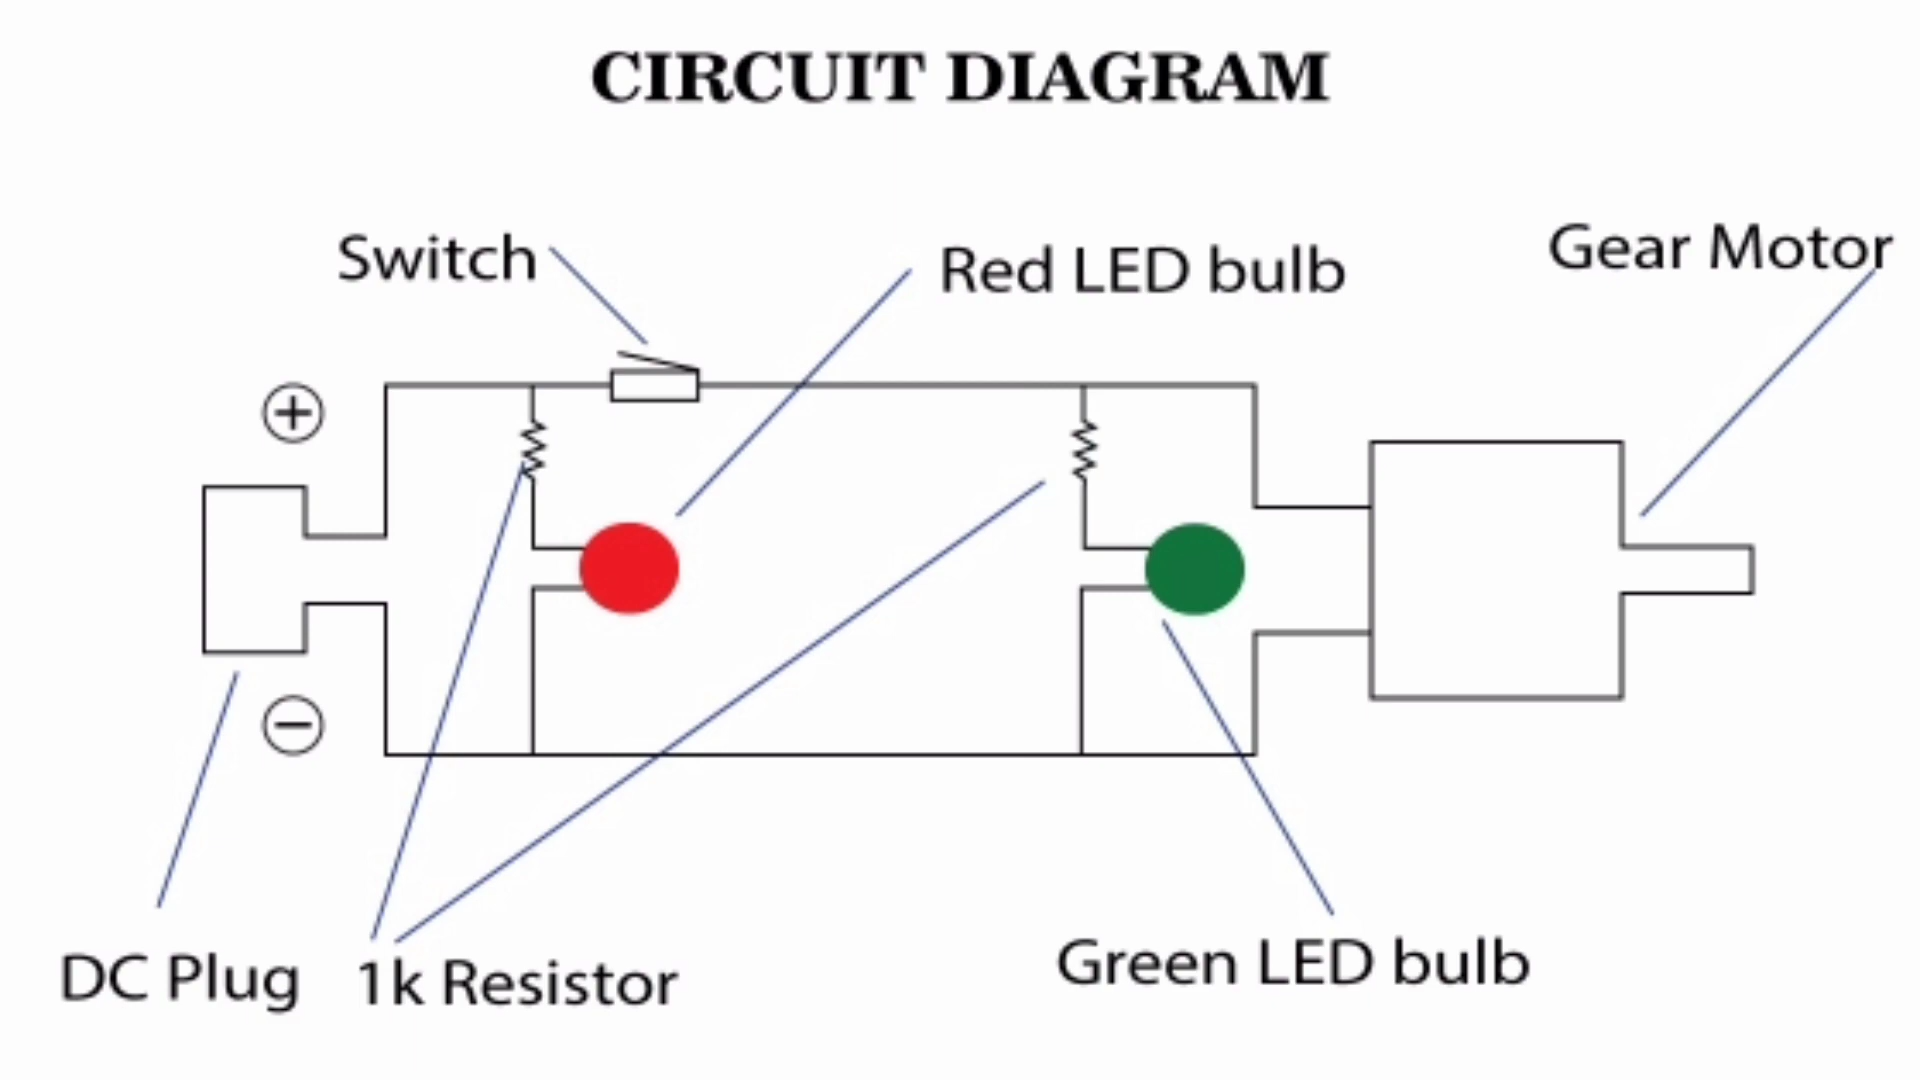 CIRCUIT DIAGRAM
Switch
Red LED bulb
Gear Motor
+
−
DC Plug
1k Resistor
Green LED bulb